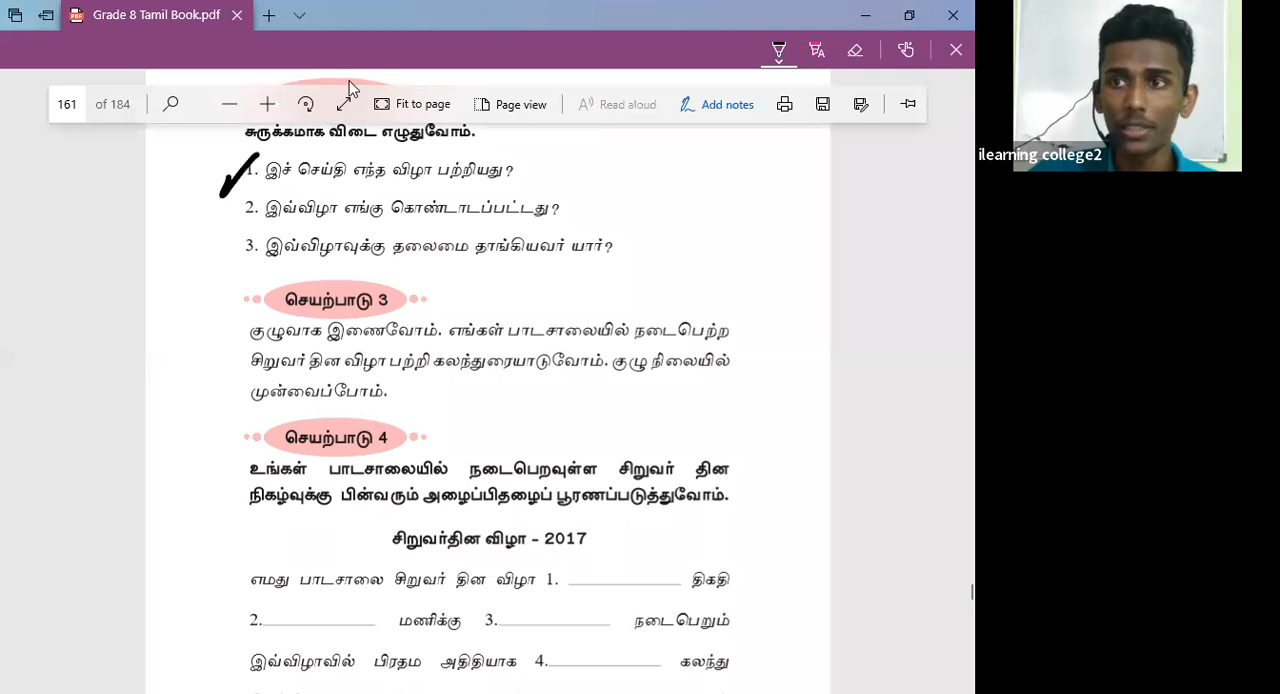 Grade 8 Tamil Book.pdf
161 of 184
Fit to page
Page view
Read aloud
Add notes
ilearning college2
சுருக்கமாக விடை எழுதுவோம்.
1. இச் செய்தி எந்த விழா பற்றியது?
2. இவ்விழா எங்கு கொண்டாடப்பட்டது?
3. இவ்விழாவுக்கு தலைமை தாங்கியவர் யார்?
செயற்பாடு 3
குழுவாக இணைவோம். எங்கள் பாடசாலையில் நடைபெற்ற
சிறுவர் தின விழா பற்றி கலந்துரையாடுவோம். குழு நிலையில்
முன்வைப்போம்.
செயற்பாடு 4
உங்கள் பாடசாலையில் நடைபெறவுள்ள சிறுவர் தின
நிகழ்வுக்கு பின்வரும் அழைப்பிதழைப் பூரணப்படுத்துவோம்.
சிறுவர்தின விழா - 2017
எமது பாடசாலை சிறுவர் தின விழா 1. ____________ திகதி
2.____________ மணிக்கு 3.____________ நடைபெறும்
இவ்விழாவில் பிரதம அதிதியாக 4.____________ கலந்து